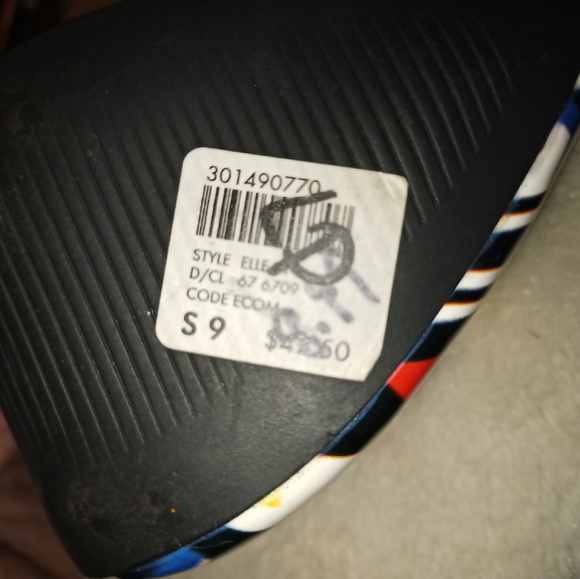 301490770
STYLE ELLE
D/CL 67 6709
CODE ECOM
S 9